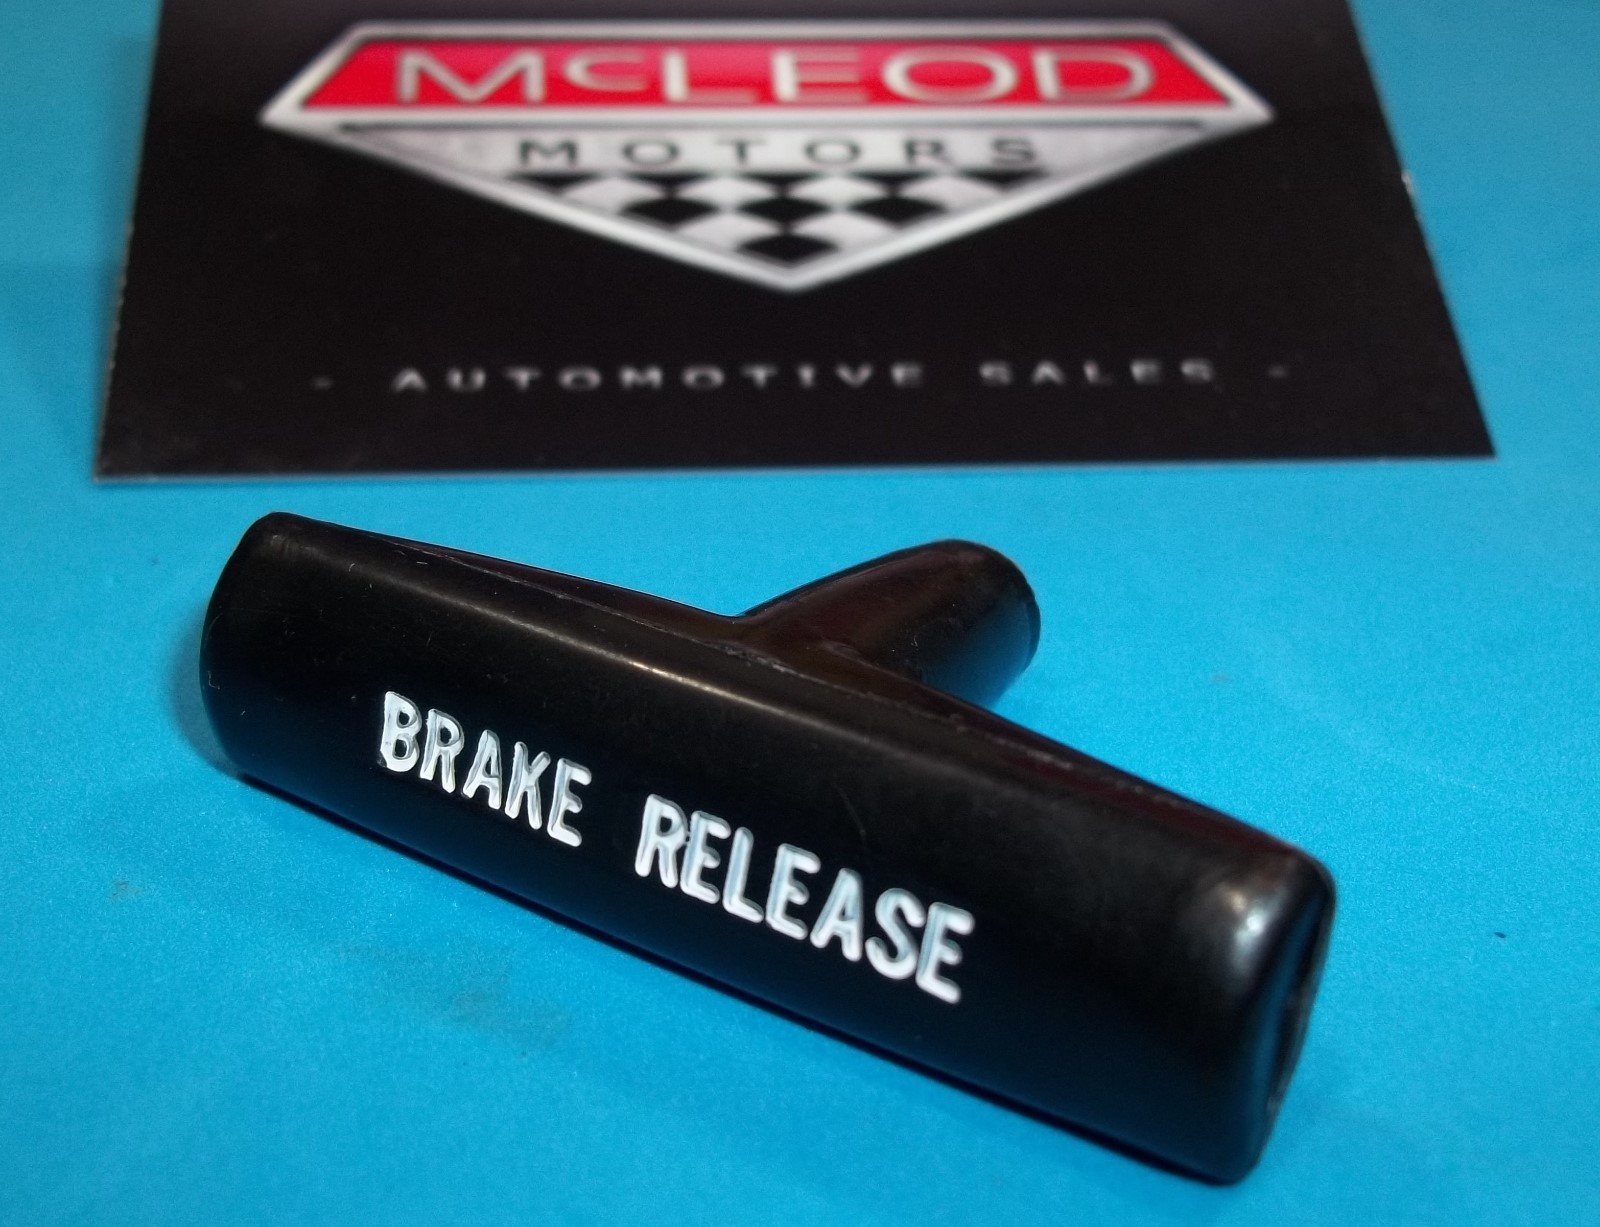 McLEOD
MOTORS
- AUTOMOTIVE SALES -
BRAKE RELEASE